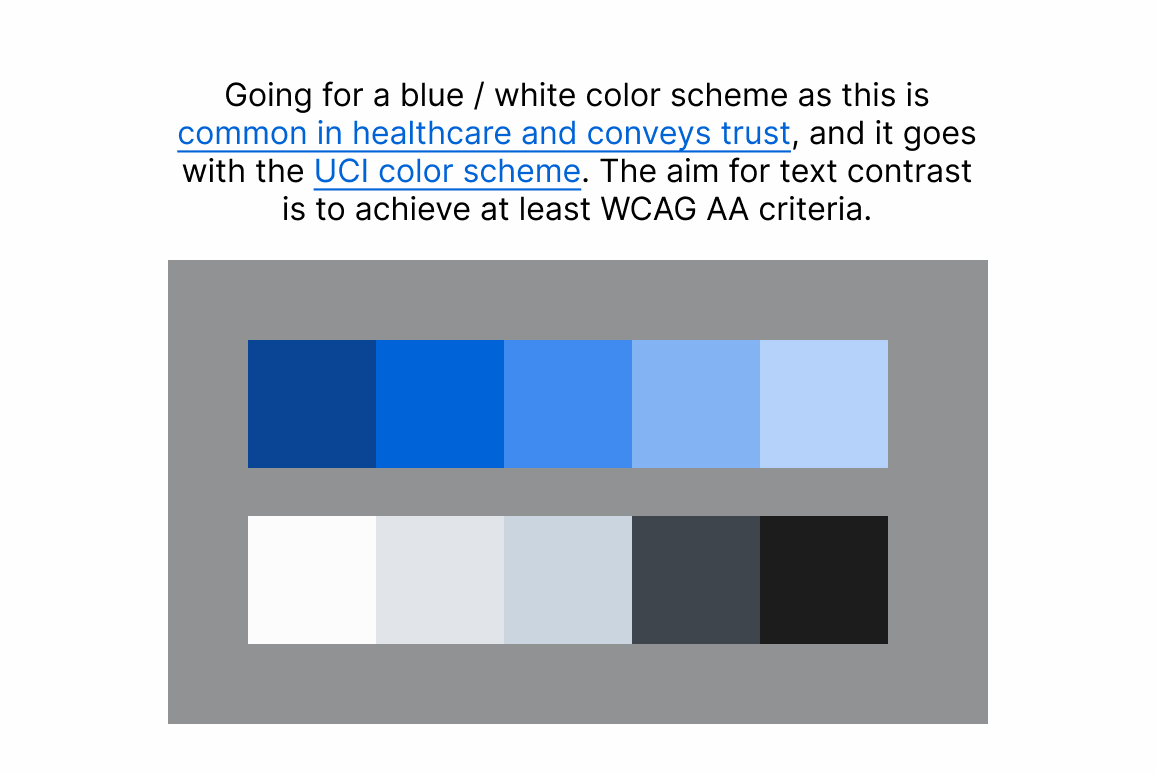 Going for a blue / white color scheme as this is
common in healthcare and conveys trust, and it goes
with the UCI color scheme. The aim for text contrast
is to achieve at least WCAG AA criteria.